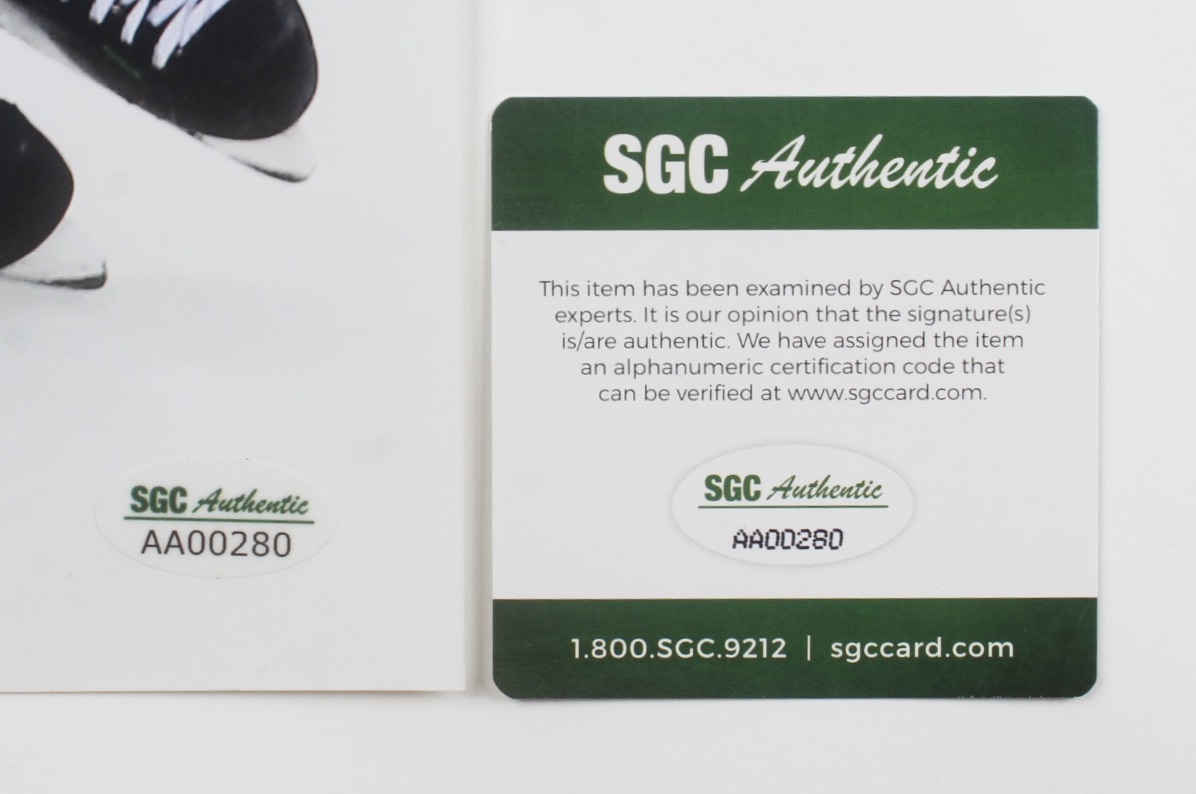 SGC Authentic
This item has been examined by SGC Authentic
experts. It is our opinion that the signature(s)
is/are authentic. We have assigned the item
an alphanumeric certification code that
can be verified at www.sgccard.com.
SGC Authentic
AA00280
SGC Authentic
AA00280
1.800.SGC.9212 | sgccard.com